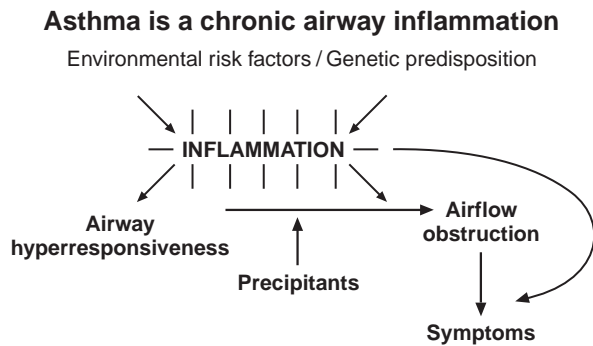 Asthma is a chronic airway inflammation
Environmental risk factors / Genetic predisposition
INFLAMMATION
Airway
hyperresponsiveness
Airflow
obstruction
Precipitants
Symptoms